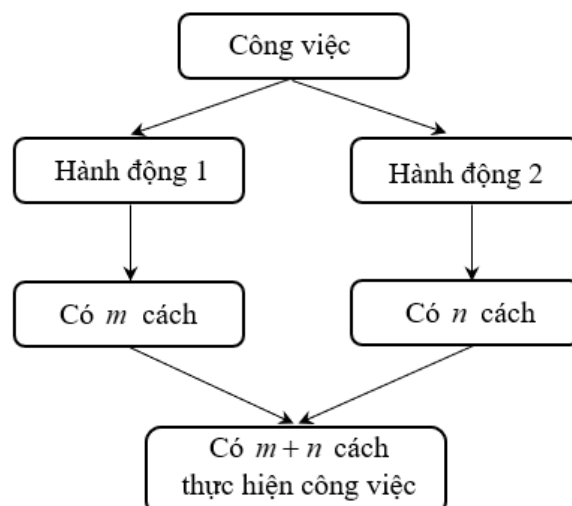 Công việc
Hành động 1
Hành động 2
Có m cách
Có n cách
Có m + n cách
thực hiện công việc